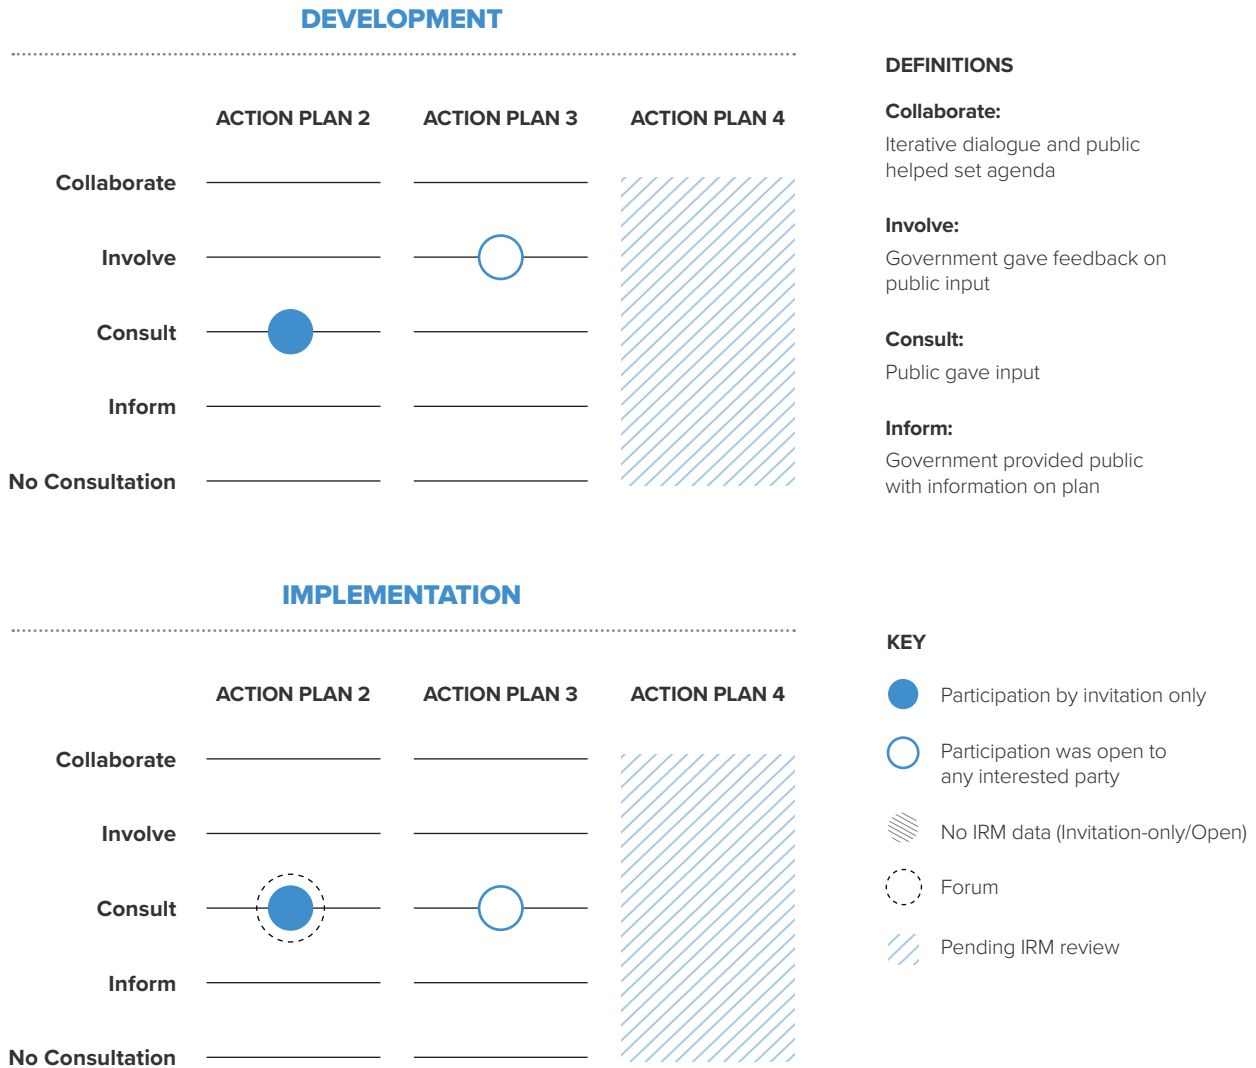 DEVELOPMENT
ACTION PLAN 2
ACTION PLAN 3
ACTION PLAN 4
Collaborate
Involve
Consult
Inform
No Consultation
DEFINITIONS
Collaborate:
Iterative dialogue and public
helped set agenda
Involve:
Government gave feedback on
public input
Consult:
Public gave input
Inform:
Government provided public
with information on plan
IMPLEMENTATION
ACTION PLAN 2
ACTION PLAN 3
ACTION PLAN 4
Collaborate
Involve
Consult
Inform
No Consultation
KEY
Participation by invitation only
Participation was open to
any interested party
No IRM data (Invitation-only/Open)
Forum
Pending IRM review